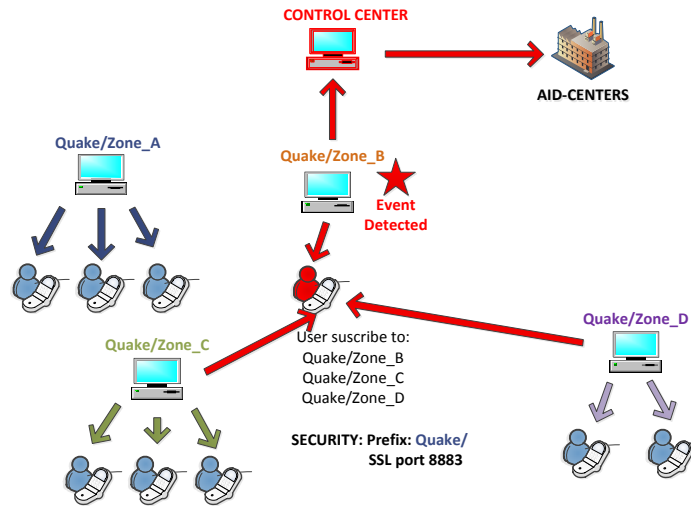 CONTROL CENTER
AID-CENTERS
Quake/Zone_A
Quake/Zone_B
Event
Detected
Quake/Zone_C
User suscribe to:
Quake/Zone_B
Quake/Zone_C
Quake/Zone_D
Quake/Zone_D
SECURITY: Prefix: Quake/
SSL port 8883